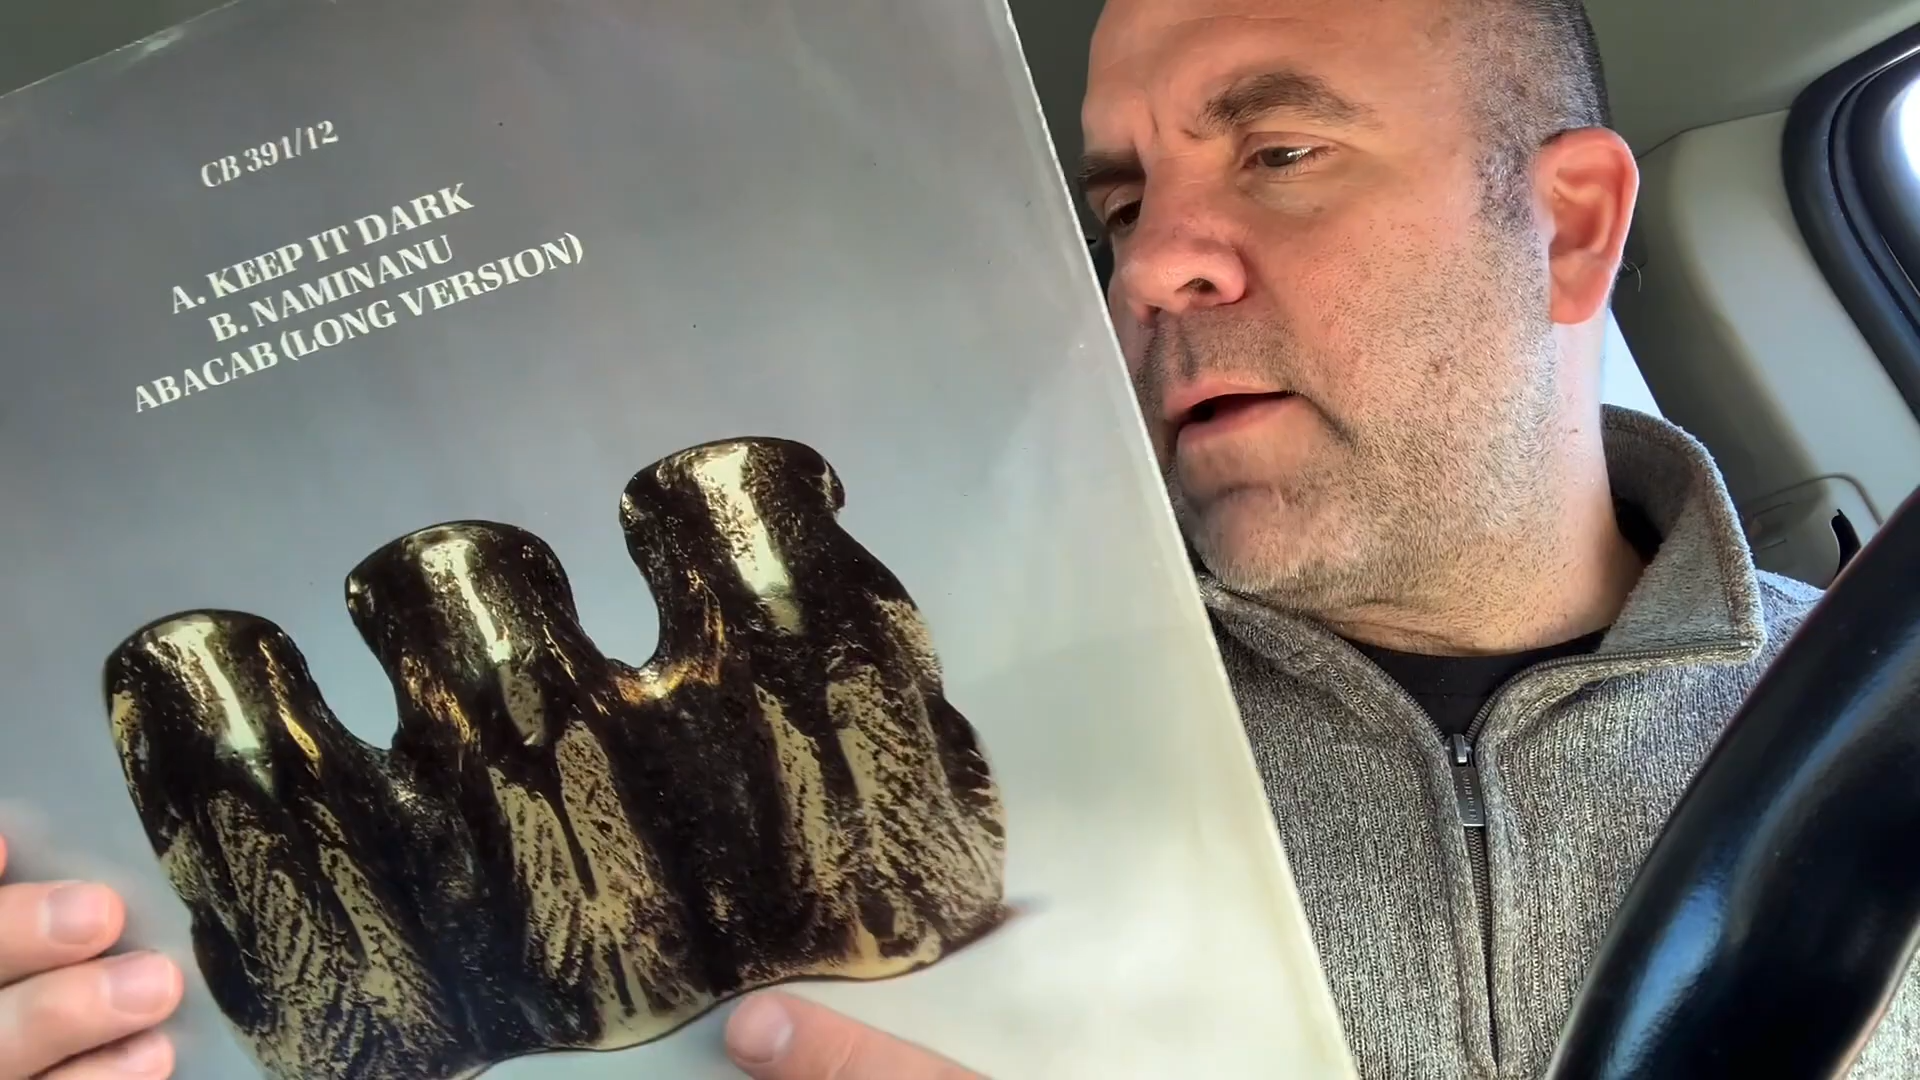 CB 391/12
A. KEEP IT DARK
B. NAMINANU
ABACAB (LONG VERSION)